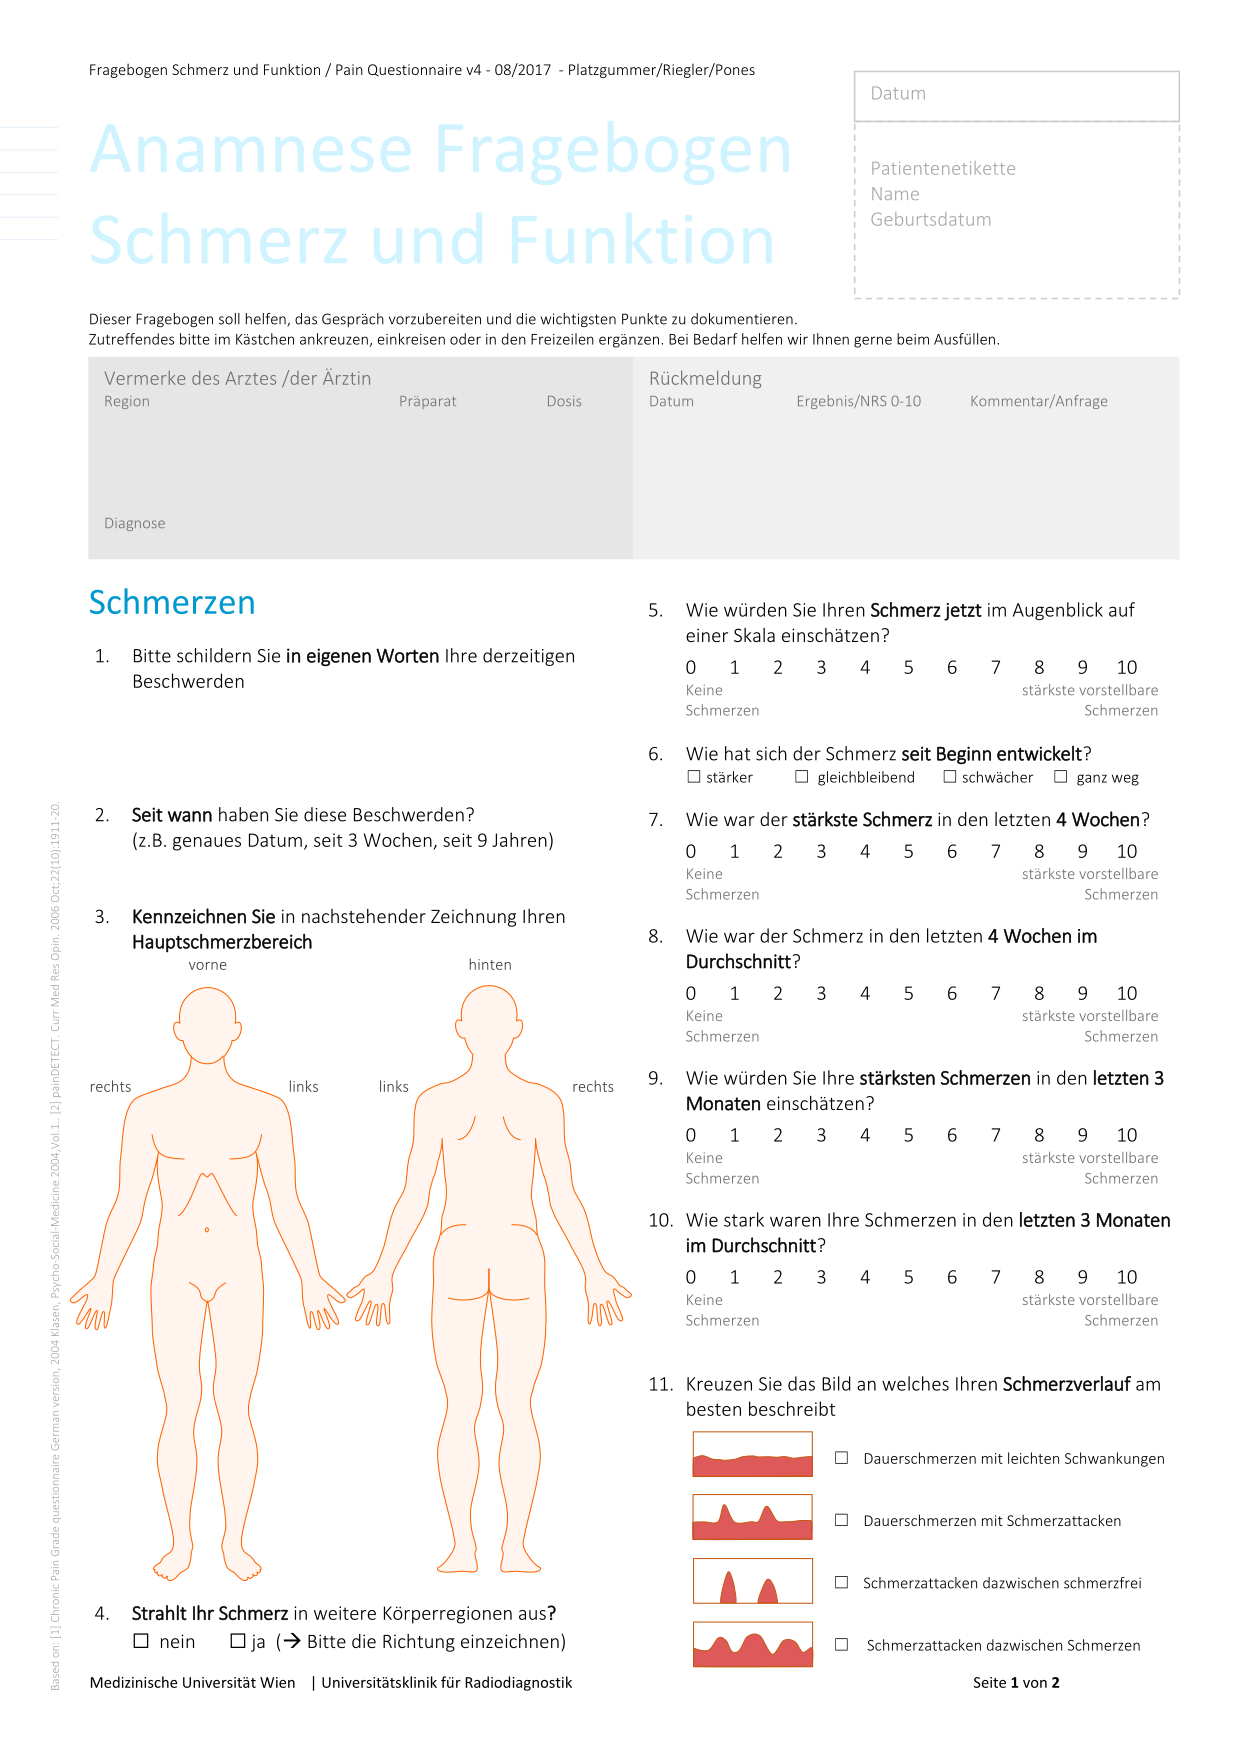 Fragebogen Schmerz und Funktion / Pain Questionnaire v4 - 08/2017 - Platzgummer/Riegler/Pones
Datum
Anamnese Fragebogen
Schmerz und Funktion
Patientenetikette
Name
Geburtsdatum
Dieser Fragebogen soll helfen, das Gespräch vorzubereiten und die wichtigsten Punkte zu dokumentieren.
Zutreffendes bitte im Kästchen ankreuzen, einkreisen oder in den Freizeilen ergänzen. Bei Bedarf helfen wir Ihnen gerne beim Ausfüllen.
Vermerke des Arztes /der Ärztin
Region Präparat Dosis
Diagnose
Rückmeldung
Datum Ergebnis/NRS 0-10 Kommentar/Anfrage
Schmerzen
1. Bitte schildern Sie in eigenen Worten Ihre derzeitigen
Beschwerden
2. Seit wann haben Sie diese Beschwerden?
(z.B. genaues Datum, seit 3 Wochen, seit 9 Jahren)
3. Kennzeichnen Sie in nachstehender Zeichnung Ihren
Hauptschmerzbereich
vorne hinten
rechts links links rechts
4. Strahlt Ihr Schmerz in weitere Körperregionen aus?
☐ nein ☐ ja (→ Bitte die Richtung einzeichnen)
5. Wie würden Sie Ihren Schmerz jetzt im Augenblick auf
einer Skala einschätzen?
0 1 2 3 4 5 6 7 8 9 10
Keine stärkste vorstellbare
Schmerzen Schmerzen
6. Wie hat sich der Schmerz seit Beginn entwickelt?
☐ stärker ☐ gleichbleibend ☐ schwächer ☐ ganz weg
7. Wie war der stärkste Schmerz in den letzten 4 Wochen?
0 1 2 3 4 5 6 7 8 9 10
Keine stärkste vorstellbare
Schmerzen Schmerzen
8. Wie war der Schmerz in den letzten 4 Wochen im
Durchschnitt?
0 1 2 3 4 5 6 7 8 9 10
Keine stärkste vorstellbare
Schmerzen Schmerzen
9. Wie würden Sie Ihre stärksten Schmerzen in den letzten 3
Monaten einschätzen?
0 1 2 3 4 5 6 7 8 9 10
Keine stärkste vorstellbare
Schmerzen Schmerzen
10. Wie stark waren Ihre Schmerzen in den letzten 3 Monaten
im Durchschnitt?
0 1 2 3 4 5 6 7 8 9 10
Keine stärkste vorstellbare
Schmerzen Schmerzen
11. Kreuzen Sie das Bild an welches Ihren Schmerzverlauf am
besten beschreibt
☐ Dauerschmerzen mit leichten Schwankungen
☐ Dauerschmerzen mit Schmerzattacken
☐ Schmerzattacken dazwischen schmerzfrei
☐ Schmerzattacken dazwischen Schmerzen
Based on: [1] Chronic Pain Grade questionnaire German version, 2004 Klasen, Psycho-Social-Medicine 2004,Vol.1. [2] painDETECT. Curr Med Res Opin. 2006 Oct;22(10):1911-20.
Medizinische Universität Wien | Universitätsklinik für Radiodiagnostik
Seite 1 von 2